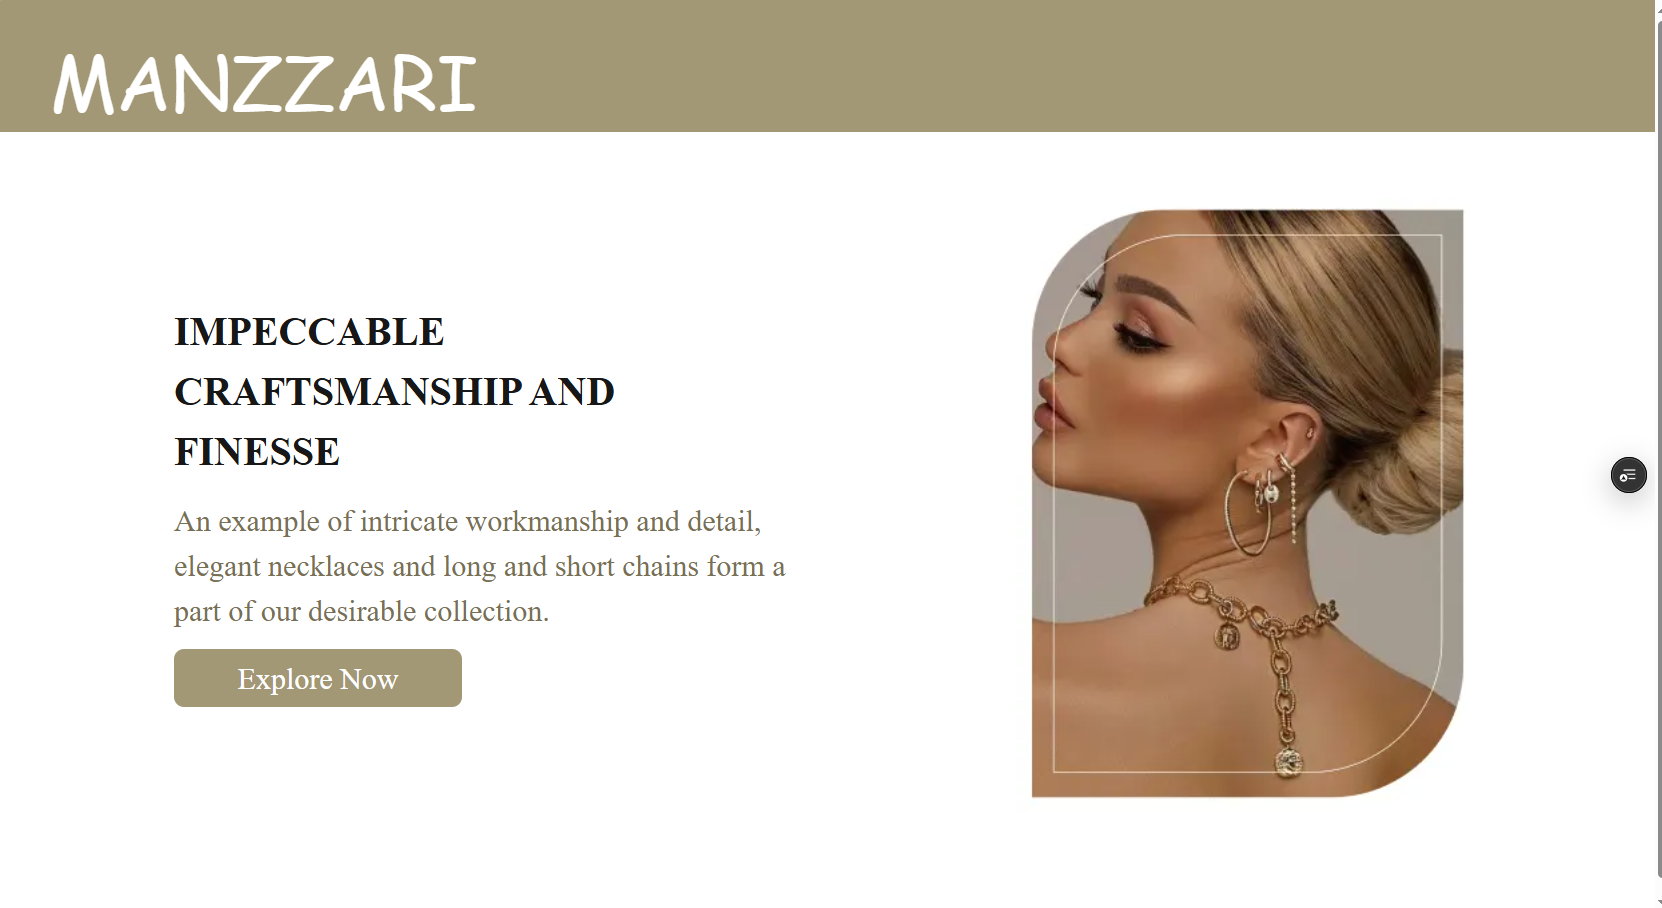 MANZZARI
IMPECCABLE
CRAFTSMANSHIP AND
FINESSE
An example of intricate workmanship and detail,
elegant necklaces and long and short chains form a
part of our desirable collection.
Explore Now